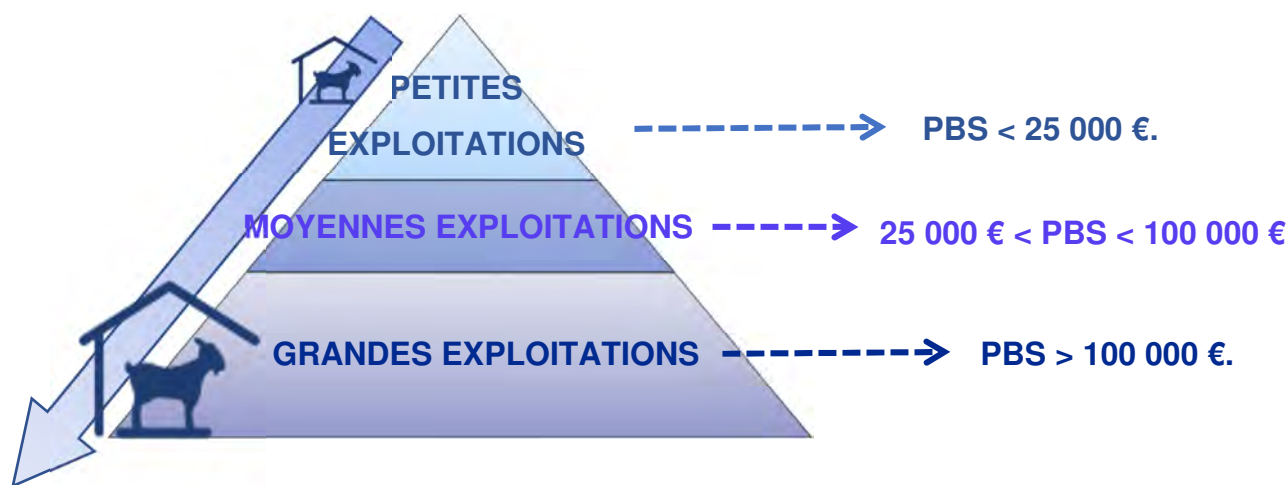 PETITES
EXPLOITATIONS
PBS < 25 000 €.
MOYENNES EXPLOITATIONS
25 000 € < PBS < 100 000 €
GRANDES EXPLOITATIONS
PBS > 100 000 €.